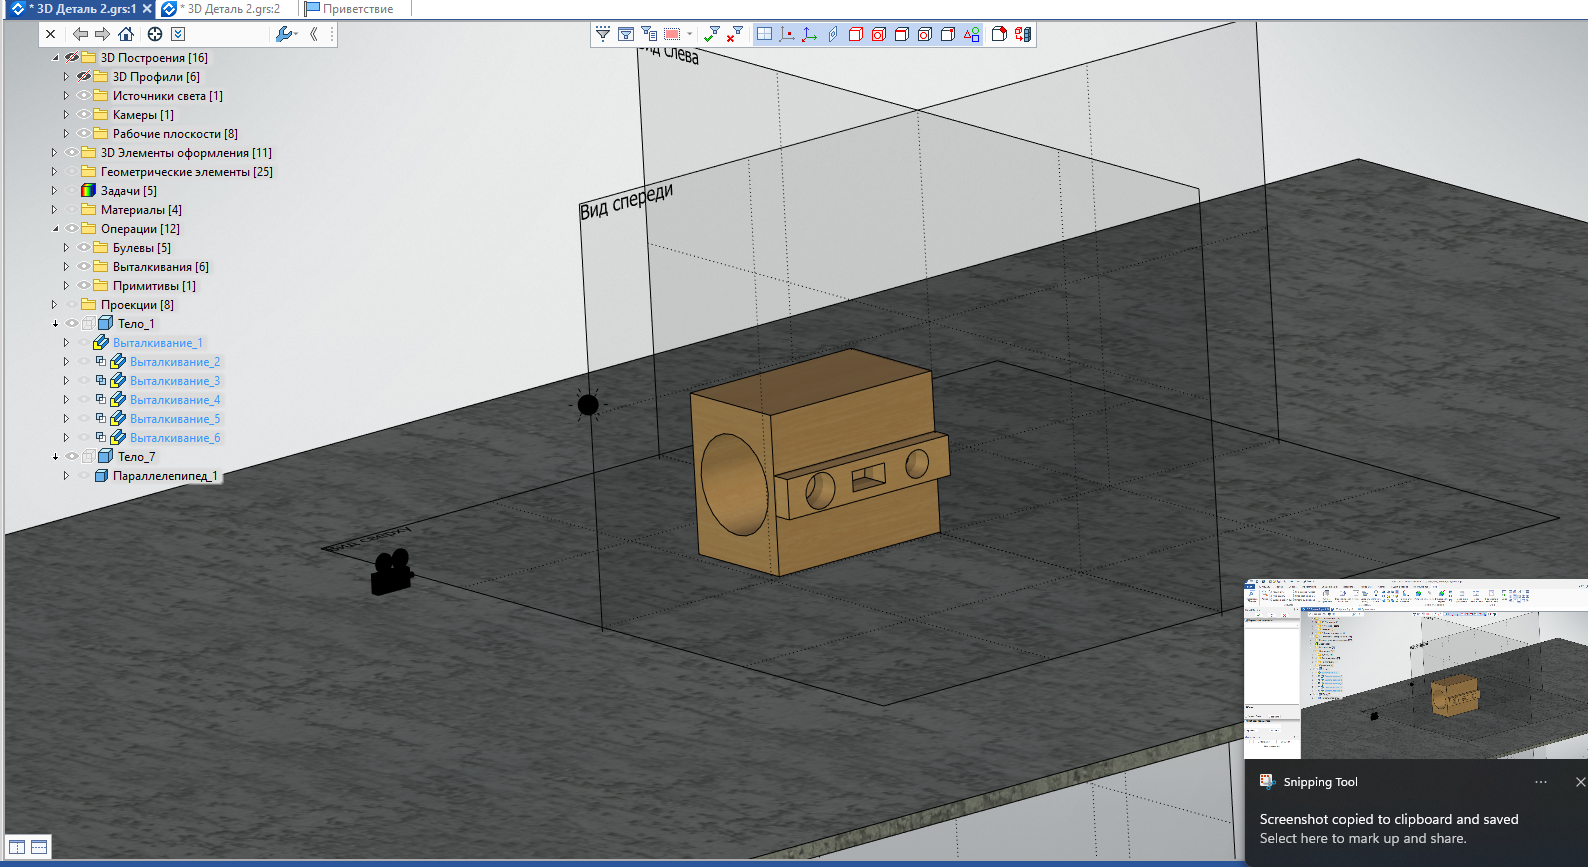 * 3D Деталь 2.grs:1
* 3D Деталь 2.grs:2
Приветствие
3D Построения [16]
3D Профили [6]
Источники света [1]
Камеры [1]
Рабочие плоскости [8]
3D Элементы оформления [11]
Геометрические элементы [25]
Задачи [5]
Материалы [4]
Операции [12]
Булевы [5]
Выталкивания [6]
Примитивы [1]
Проекции [8]
Тело_1
Выталкивание_1
Выталкивание_2
Выталкивание_3
Выталкивание_4
Выталкивание_5
Выталкивание_6
Тело_7
Параллелепипед_1
Вид слева
Вид спереди
Вид сверху
Snipping Tool
Screenshot copied to clipboard and saved
Select here to mark up and share.